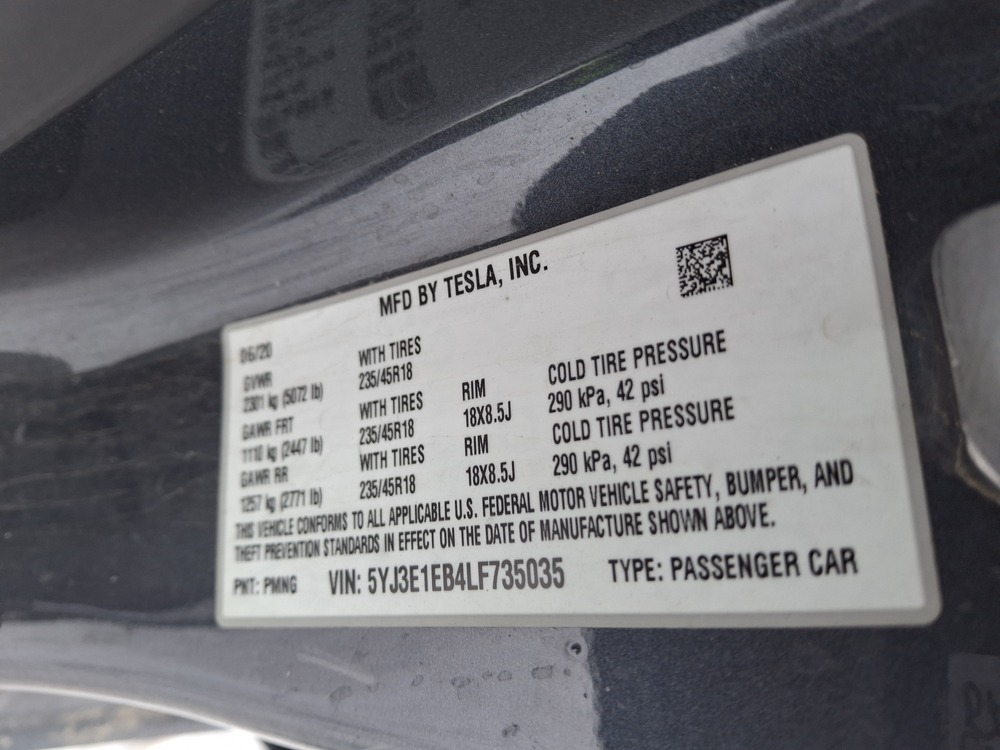 MFD BY TESLA, INC.
06/20
GVWR
2301 kg (5072 lb)
WITH TIRES
235/45R18
GAWR FRT
1110 kg (2447 lb)
WITH TIRES
235/45R18
RIM
18X8.5J
COLD TIRE PRESSURE
290 kPa, 42 psi
GAWR RR
1257 kg (2771 lb)
WITH TIRES
235/45R18
RIM
18X8.5J
COLD TIRE PRESSURE
290 kPa, 42 psi
THIS VEHICLE CONFORMS TO ALL APPLICABLE U.S. FEDERAL MOTOR VEHICLE SAFETY, BUMPER, AND
THEFT PREVENTION STANDARDS IN EFFECT ON THE DATE OF MANUFACTURE SHOWN ABOVE.
PNT: PMNG VIN: 5YJ3E1EB4LF735035 TYPE: PASSENGER CAR